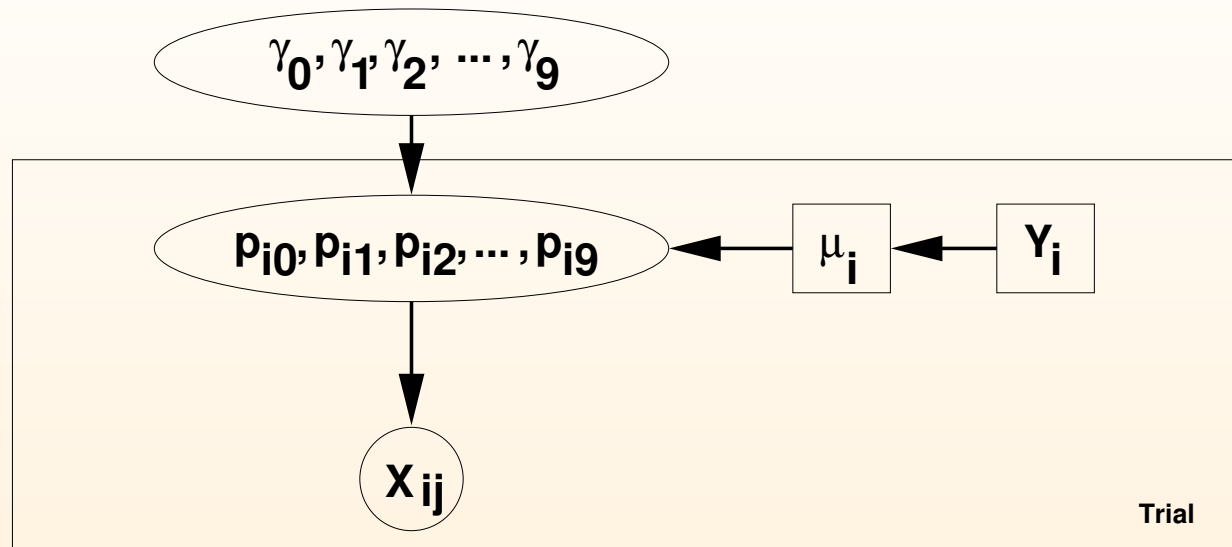 γ0, γ1, γ2, ..., γ9
pi0, pi1, pi2, ..., pi9
μi
Yi
Xij
Trial